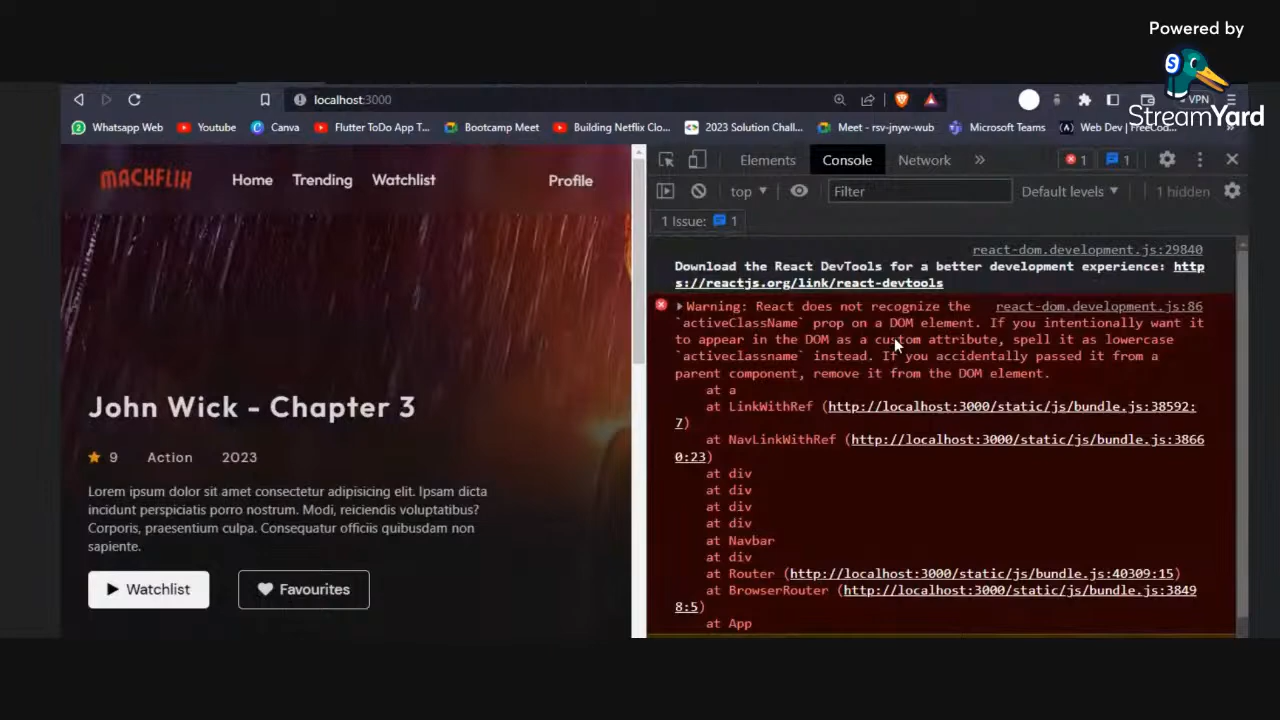 Powered by
StreamYard
localhost:3000
VPN
Whatsapp Web
Youtube
Canva
Flutter ToDo App T...
Bootcamp Meet
Building Netflix Clo...
2023 Solution Chall...
Meet - rsv-jnyw-wub
Microsoft Teams
Web Dev | FreeCod...
MACHFLIX
Home
Trending
Watchlist
Profile
John Wick - Chapter 3
9 Action 2023
Lorem ipsum dolor sit amet consectetur adipisicing elit. Ipsam dicta
incidunt perspiciatis porro nostrum. Modi, reiciendis voluptatibus?
Corporis, praesentium culpa. Consequatur officiis quibusdam non
sapiente.
Watchlist
Favourites
Elements
Console
Network
»
1
1
top
Filter
Default levels
1 hidden
1 Issue: 1
react-dom.development.js:29840
Download the React DevTools for a better development experience: http
s://reactjs.org/link/react-devtools
Warning: React does not recognize the react-dom.development.js:86
`activeClassName` prop on a DOM element. If you intentionally want it
to appear in the DOM as a custom attribute, spell it as lowercase
`activeclassname` instead. If you accidentally passed it from a
parent component, remove it from the DOM element.
at a
at LinkWithRef (http://localhost:3000/static/js/bundle.js:38592:
7)
at NavLinkWithRef (http://localhost:3000/static/js/bundle.js:3866
0:23)
at div
at div
at div
at div
at Navbar
at div
at Router (http://localhost:3000/static/js/bundle.js:40309:15)
at BrowserRouter (http://localhost:3000/static/js/bundle.js:3849
8:5)
at App